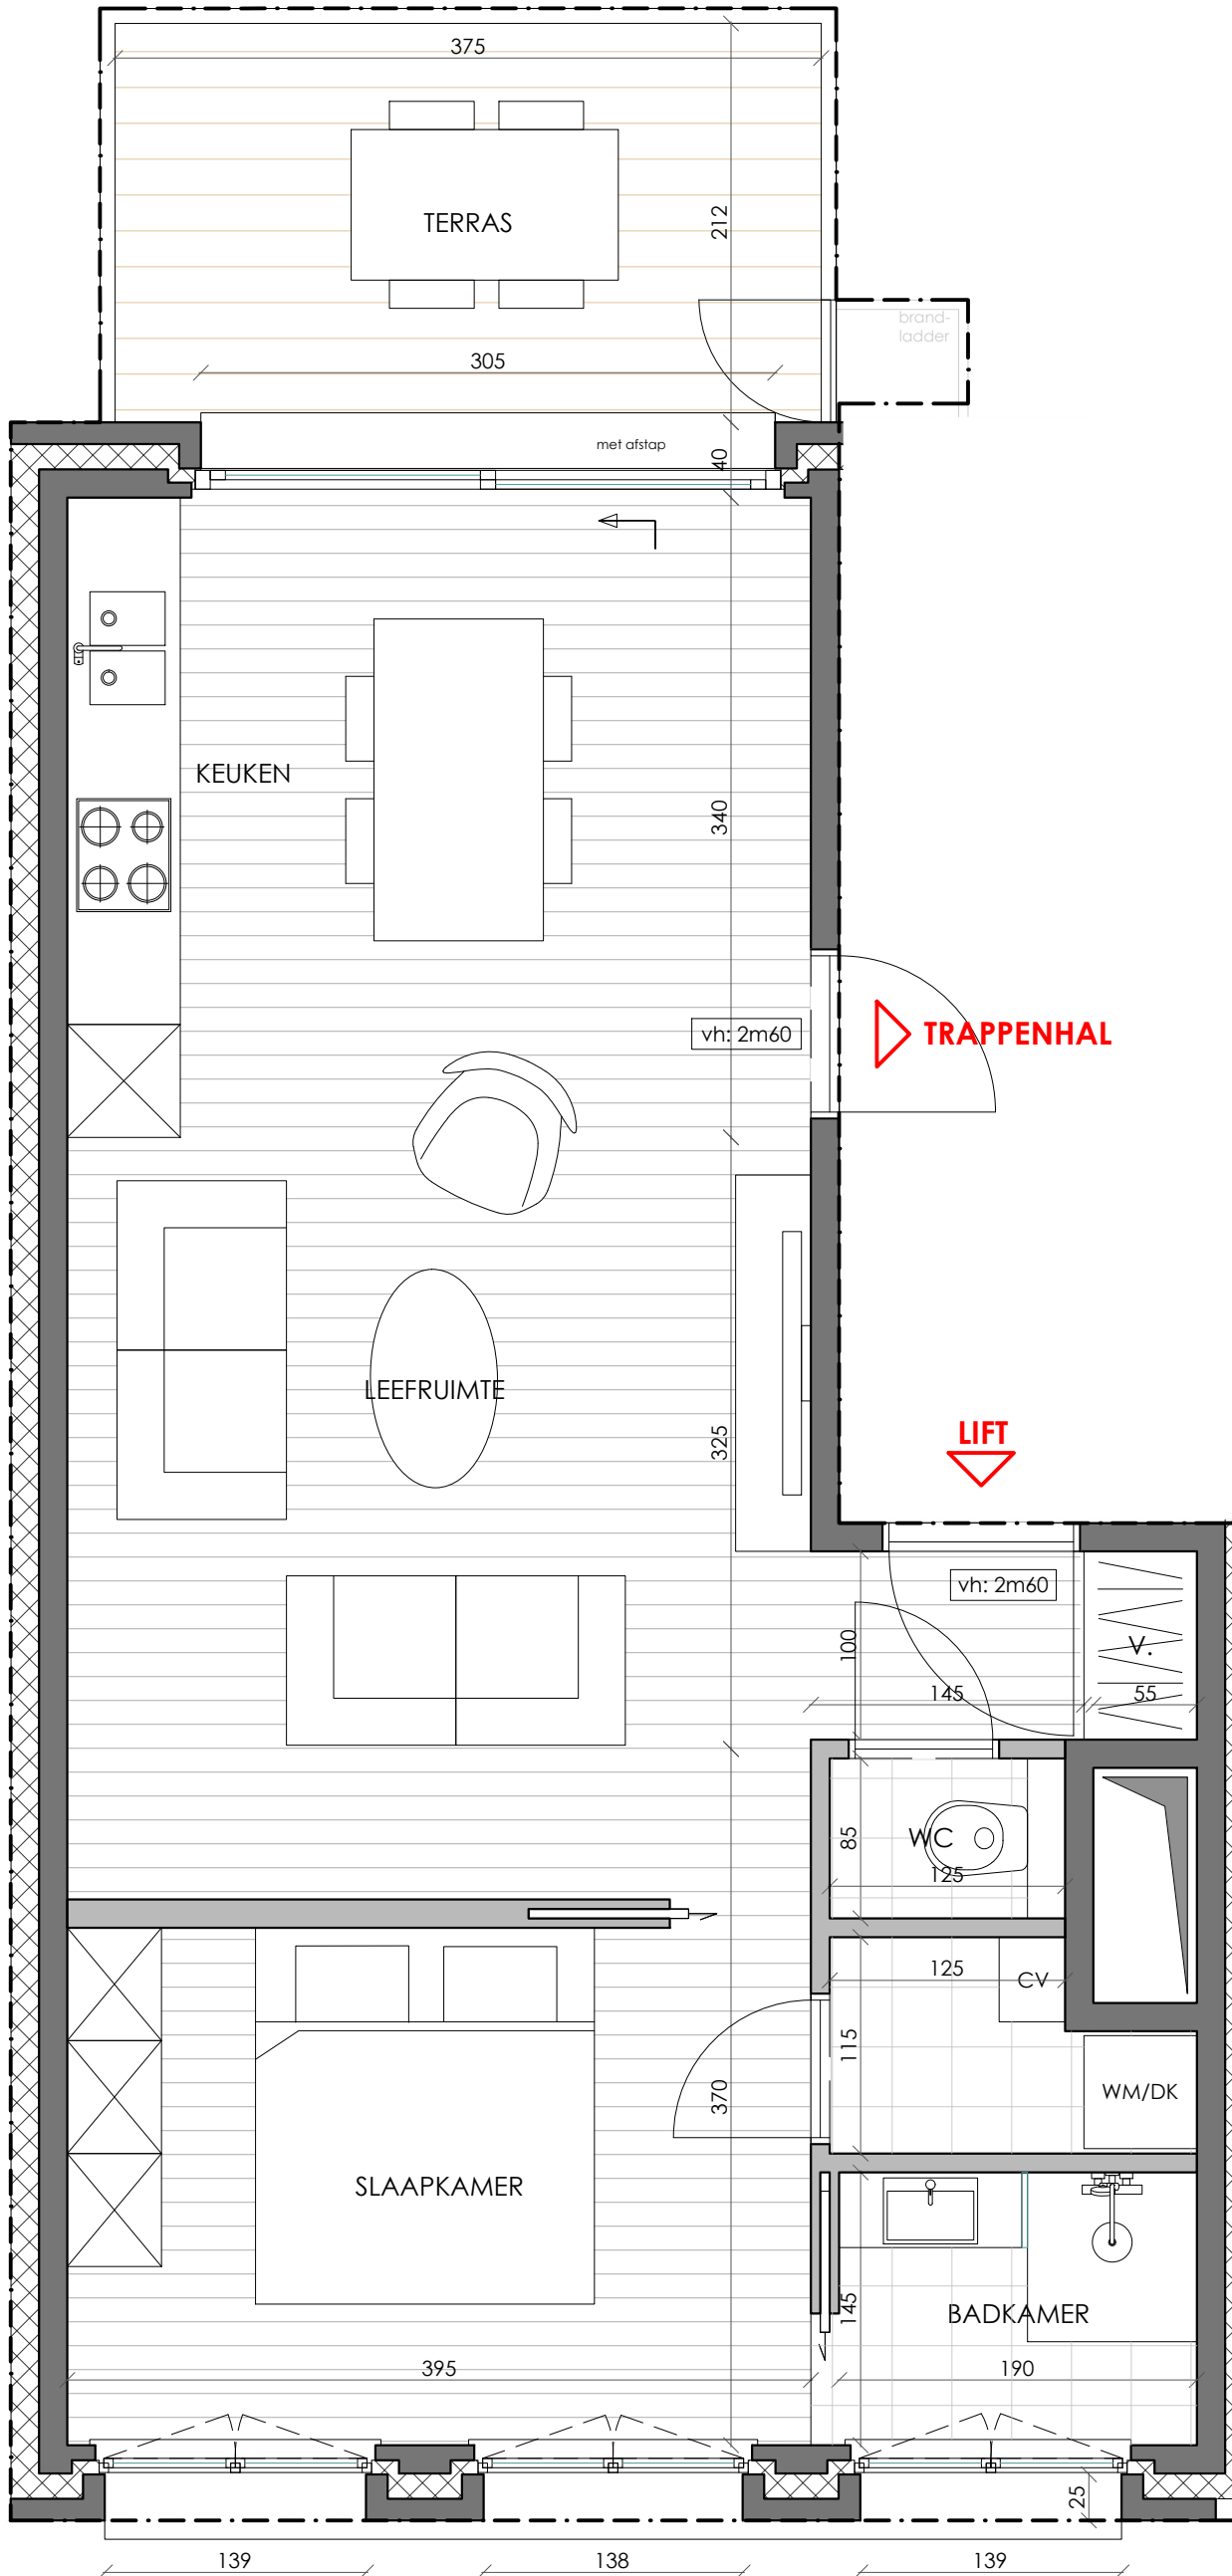 375
TERRAS
212
brand-
ladder
305
met afstap
40
KEUKEN
340
vh: 2m60
TRAPPENHAL
LEEFRUIMTE
325
LIFT
vh: 2m60
100
V.
145
55
85
WC
125
125
CV
115
370
WM/DK
SLAAPKAMER
145
BADKAMER
395
190
25
139
138
139